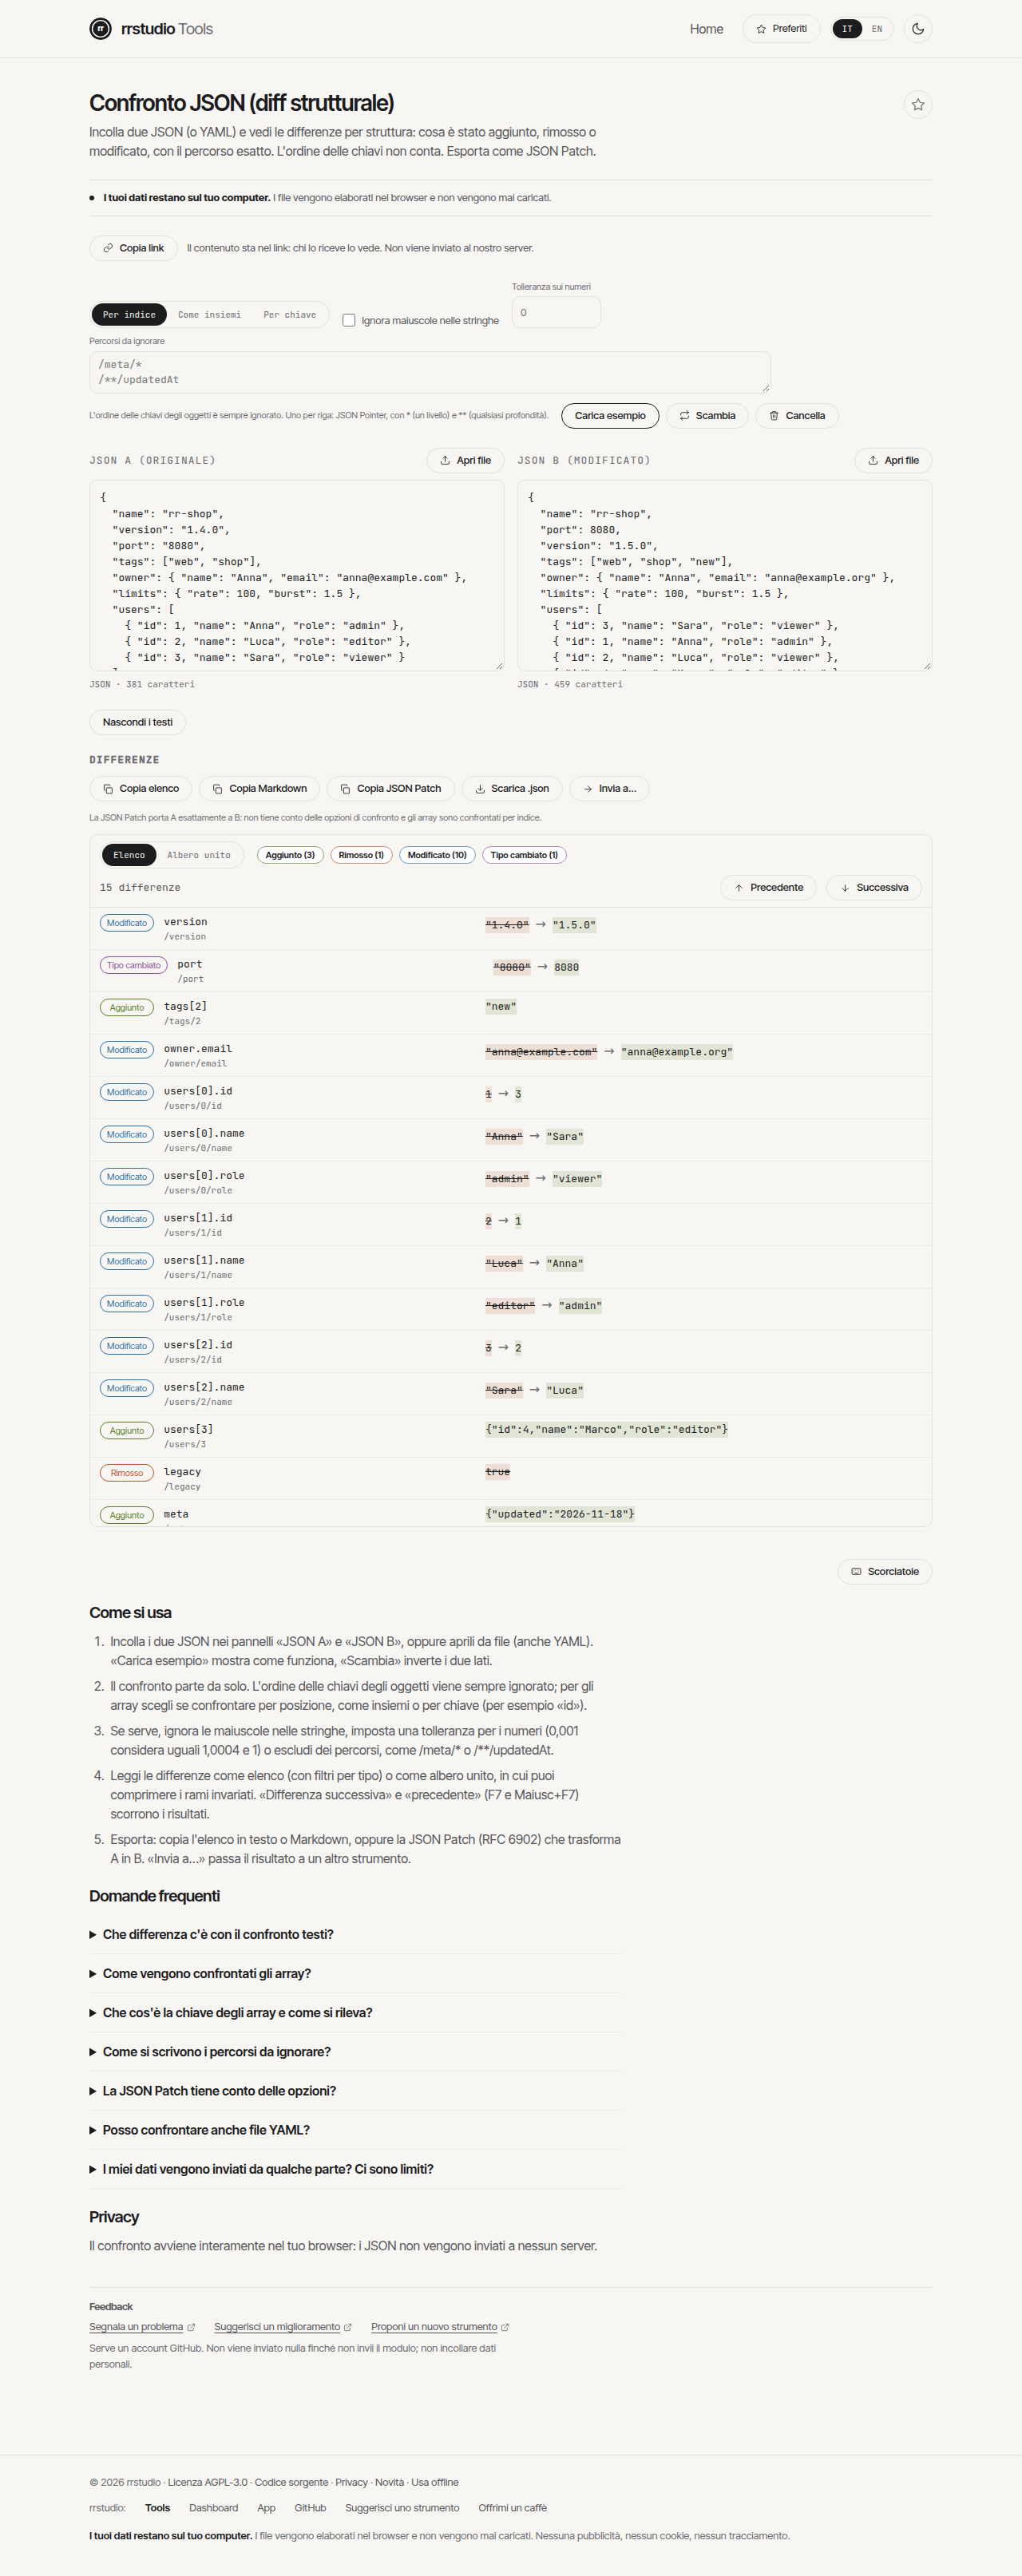 rr rrstudio Tools
Home
Preferiti
IT EN
Confronto JSON (diff strutturale)
Incolla due JSON (o YAML) e vedi le differenze per struttura: cosa è stato aggiunto, rimosso o
modificato, con il percorso esatto. L'ordine delle chiavi non conta. Esporta come JSON Patch.
I tuoi dati restano sul tuo computer. I file vengono elaborati nel browser e non vengono mai caricati.
Copia link Il contenuto sta nel link: chi lo riceve lo vede. Non viene inviato al nostro server.
Tolleranza sui numeri
Per indice Come insiemi Per chiave Ignora maiuscole nelle stringhe 0
Percorsi da ignorare
/meta/*
/**/updatedAt
L'ordine delle chiavi degli oggetti è sempre ignorato. Uno per riga: JSON Pointer, con * (un livello) e ** (qualsiasi profondità). Carica esempio Scambia Cancella
JSON A (ORIGINALE) Apri file
{
"name": "rr-shop",
"version": "1.4.0",
"port": "8080",
"tags": ["web", "shop"],
"owner": { "name": "Anna", "email": "anna@example.com" },
"limits": { "rate": 100, "burst": 1.5 },
"users": [
{ "id": 1, "name": "Anna", "role": "admin" },
{ "id": 2, "name": "Luca", "role": "editor" },
{ "id": 3, "name": "Sara", "role": "viewer" }
JSON · 381 caratteri
JSON B (MODIFICATO) Apri file
{
"name": "rr-shop",
"port": 8080,
"version": "1.5.0",
"tags": ["web", "shop", "new"],
"owner": { "name": "Anna", "email": "anna@example.org" },
"limits": { "rate": 100, "burst": 1.5 },
"users": [
{ "id": 3, "name": "Sara", "role": "viewer" },
{ "id": 1, "name": "Anna", "role": "admin" },
{ "id": 2, "name": "Luca", "role": "viewer" },
JSON · 459 caratteri
Nascondi i testi
DIFFERENZE
Copia elenco Copia Markdown Copia JSON Patch Scarica .json Invia a...
La JSON Patch porta A esattamente a B: non tiene conto delle opzioni di confronto e gli array sono confrontati per indice.
Elenco Albero unito Aggiunto (3) Rimosso (1) Modificato (10) Tipo cambiato (1)
15 differenze Precedente Successiva
Modificato version "1.4.0" → "1.5.0"
/version
Tipo cambiato port "8080" → 8080
/port
Aggiunto tags[2] "new"
/tags/2
Modificato owner.email "anna@example.com" → "anna@example.org"
/owner/email
Modificato users[0].id 1 → 3
/users/0/id
Modificato users[0].name "Anna" → "Sara"
/users/0/name
Modificato users[0].role "admin" → "viewer"
/users/0/role
Modificato users[1].id 2 → 1
/users/1/id
Modificato users[1].name "Luca" → "Anna"
/users/1/name
Modificato users[1].role "editor" → "admin"
/users/1/role
Modificato users[2].id 3 → 2
/users/2/id
Modificato users[2].name "Sara" → "Luca"
/users/2/name
Aggiunto users[3] {"id":4,"name":"Marco","role":"editor"}
/users/3
Rimosso legacy true
/legacy
Aggiunto meta {"updated":"2026-11-18"}
Scorciatoie
Come si usa
1. Incolla i due JSON nei pannelli «JSON A» e «JSON B», oppure aprili da file (anche YAML).
«Carica esempio» mostra come funziona, «Scambia» inverte i due lati.
2. Il confronto parte da solo. L'ordine delle chiavi degli oggetti viene sempre ignorato; per gli
array scegli se confrontare per posizione, come insiemi o per chiave (per esempio «id»).
3. Se serve, ignora le maiuscole nelle stringhe, imposta una tolleranza per i numeri (0,001
considera uguali 1,0004 e 1) o escludi dei percorsi, come /meta/* o /**/updatedAt.
4. Leggi le differenze come elenco (con filtri per tipo) o come albero unito, in cui puoi
comprimere i rami invariati. «Differenza successiva» e «precedente» (F7 e Maiusc+F7)
scorrono i risultati.
5. Esporta: copia l'elenco in testo o Markdown, oppure la JSON Patch (RFC 6902) che trasforma
A in B. «Invia a...» passa il risultato a un altro strumento.
Domande frequenti
Che differenza c'è con il confronto testi?
Come vengono confrontati gli array?
Che cos'è la chiave degli array e come si rileva?
Come si scrivono i percorsi da ignorare?
La JSON Patch tiene conto delle opzioni?
Posso confrontare anche file YAML?
I miei dati vengono inviati da qualche parte? Ci sono limiti?
Privacy
Il confronto avviene interamente nel tuo browser: i JSON non vengono inviati a nessun server.
Feedback
Segnala un problema Suggerisci un miglioramento Proponi un nuovo strumento
Serve un account GitHub. Non viene inviato nulla finché non invii il modulo; non incollare dati
personali.
© 2026 rrstudio · Licenza AGPL-3.0 · Codice sorgente · Privacy · Novità · Usa offline
rrstudio: Tools Dashboard App GitHub Suggerisci uno strumento Offrimi un caffè
I tuoi dati restano sul tuo computer. I file vengono elaborati nel browser e non vengono mai caricati. Nessuna pubblicità, nessun cookie, nessun tracciamento.